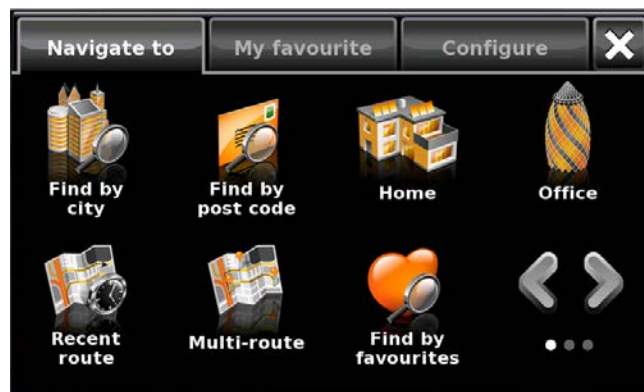 Navigate to
My favourite
Configure
Find by
city
Find by
post code
Home
Office
Recent
route
Multi-route
Find by
favourites